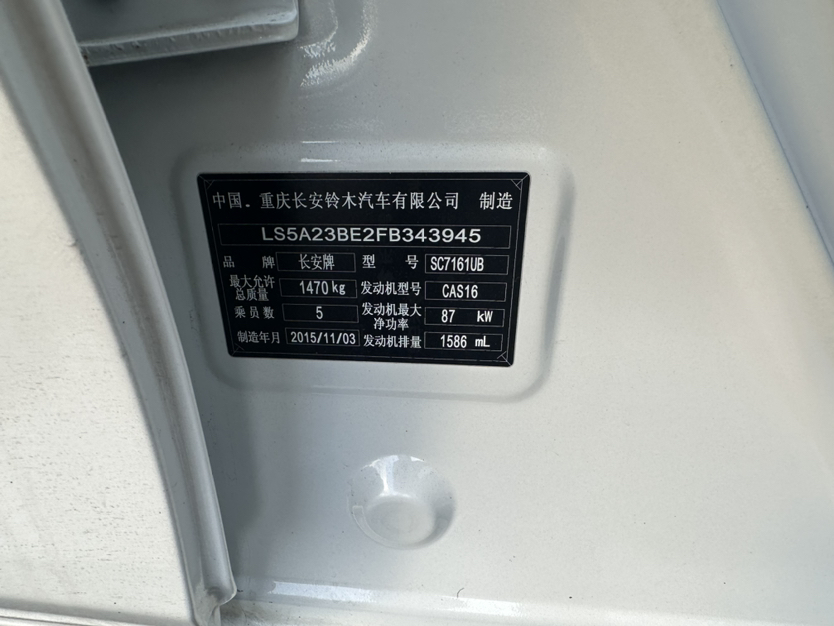 中国.重庆长安铃木汽车有限公司 制造
LS5A23BE2FB343945
品 牌 长安牌 型 号 SC7161UB
最大允许总质量 1470kg 发动机型号 CAS16
乘员数 5 发动机最大净功率 87 kW
制造年月 2015/11/03 发动机排量 1586 mL